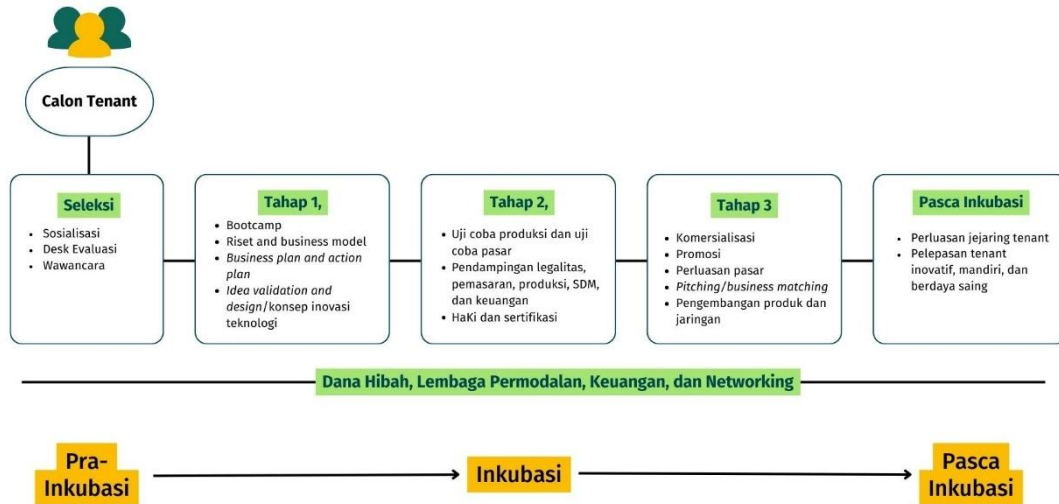 Calon Tenant
Seleksi
• Sosialisasi
• Desk Evaluasi
• Wawancara
Tahap 1,
• Bootcamp
• Riset and business model
• Business plan and action
plan
• Idea validation and
design/konsep inovasi
teknologi
Tahap 2,
• Uji coba produksi dan uji
coba pasar
• Pendampingan legalitas,
pemasaran, produksi, SDM,
dan keuangan
• HaKi dan sertifikasi
Tahap 3
• Komersialisasi
• Promosi
• Perluasan pasar
• Pitching/business matching
• Pengembangan produk dan
jaringan
Pasca Inkubasi
• Perluasan jejaring tenant
• Pelepasan tenant
inovatif, mandiri, dan
berdaya saing
Dana Hibah, Lembaga Permodalan, Keuangan, dan Networking
Pra-
Inkubasi
Inkubasi
Pasca
Inkubasi